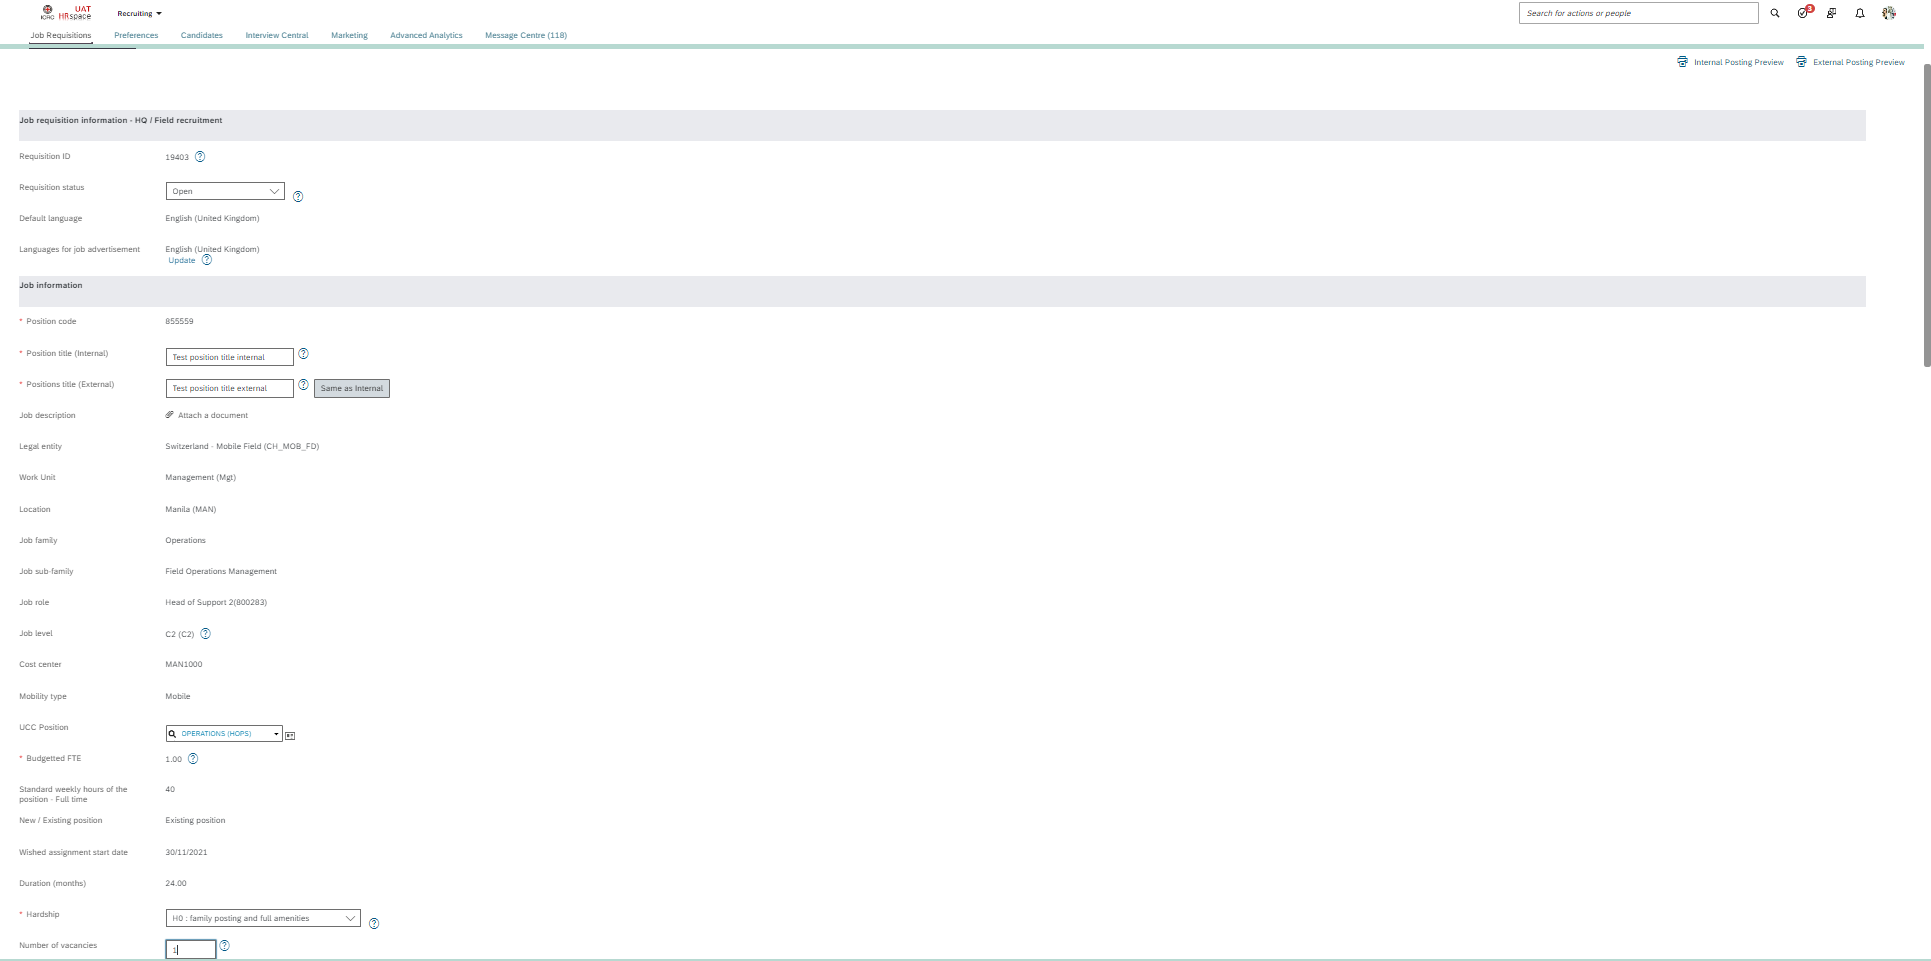 ICRC
UAT
HRspace
Recruiting
Search for actions or people
3
Job Requisitions
Preferences
Candidates
Interview Central
Marketing
Advanced Analytics
Message Centre (118)
Internal Posting Preview
External Posting Preview
Job requisition information - HQ / Field recruitment
Requisition ID
19403
Requisition status
Open
Default language
English (United Kingdom)
Languages for job advertisement
English (United Kingdom)
Update
Job information
* Position code
855559
* Position title (Internal)
Test position title internal
* Positions title (External)
Test position title external
Same as Internal
Job description
Attach a document
Legal entity
Switzerland - Mobile Field (CH_MOB_FD)
Work Unit
Management (Mgt)
Location
Manila (MAN)
Job family
Operations
Job sub-family
Field Operations Management
Job role
Head of Support 2(800283)
Job level
C2 (C2)
Cost center
MAN1000
Mobility type
Mobile
UCC Position
OPERATIONS (HOPS)
* Budgetted FTE
1.00
Standard weekly hours of the
position - Full time
40
New / Existing position
Existing position
Wished assignment start date
30/11/2021
Duration (months)
24.00
* Hardship
H0 : family posting and full amenities
Number of vacancies
1